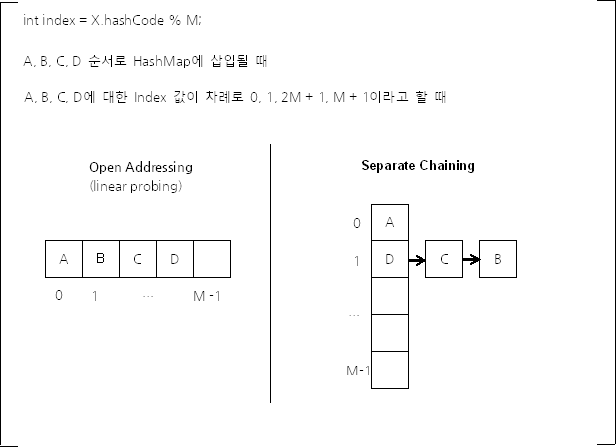 int index = X.hashCode % M;
A, B, C, D 순서로 HashMap에 삽입될 때
A, B, C, D에 대한 Index 값이 차례로 0, 1, 2M + 1, M + 1이라고 할 때
Open Addressing
(linear probing)
A B C D
0 1 ... M -1
Separate Chaining
0 A
1 D C B
...
M-1